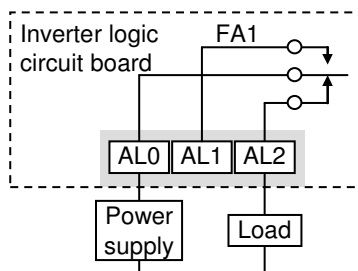 Inverter logic
circuit board
FA1
AL0
AL1
AL2
Power
supply
Load